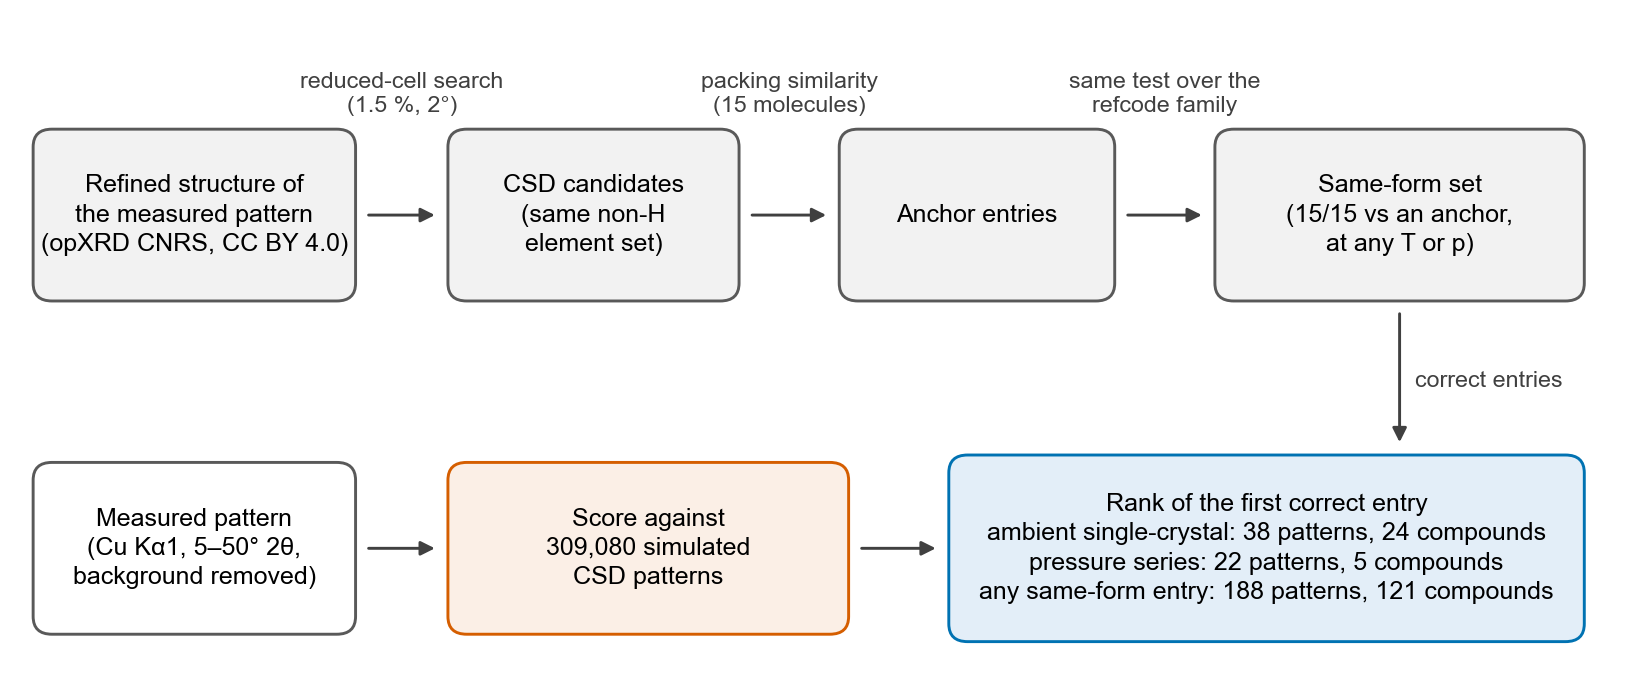 reduced-cell search
(1.5 %, 2°)
packing similarity
(15 molecules)
same test over the
refcode family
Refined structure of
the measured pattern
(opXRD CNRS, CC BY 4.0)
CSD candidates
(same non-H
element set)
Anchor entries
Same-form set
(15/15 vs an anchor,
at any T or p)
correct entries
Measured pattern
(Cu Kα1, 5–50° 2θ,
background removed)
Score against
309,080 simulated
CSD patterns
Rank of the first correct entry
ambient single-crystal: 38 patterns, 24 compounds
pressure series: 22 patterns, 5 compounds
any same-form entry: 188 patterns, 121 compounds